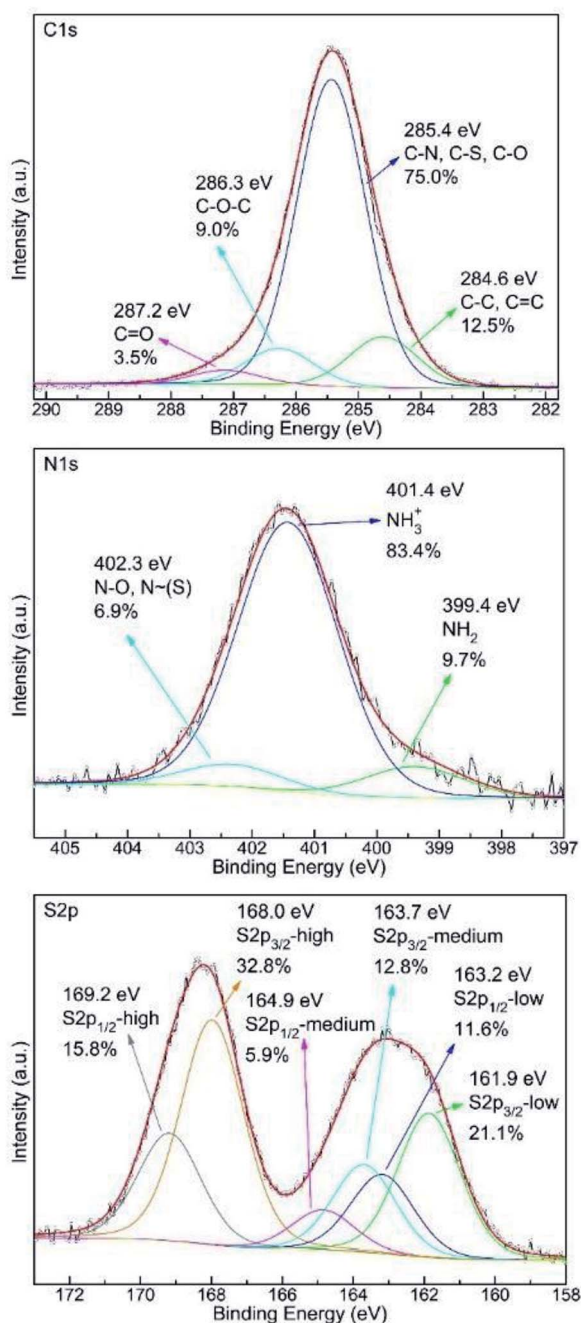 C1s
285.4 eV
C-N, C-S, C-O
75.0%
286.3 eV
C-O-C
9.0%
287.2 eV
C=O
3.5%
284.6 eV
C-C, C=C
12.5%
Intensity (a.u.)
290 289 288 287 286 285 284 283 282
Binding Energy (eV)
N1s
401.4 eV
NH₃⁺
83.4%
402.3 eV
N-O, N~(S)
6.9%
399.4 eV
NH₂
9.7%
Intensity (a.u.)
405 404 403 402 401 400 399 398 397
Binding Energy (eV)
S2p
168.0 eV
S2p₃/₂-high
32.8%
163.7 eV
S2p₃/₂-medium
12.8%
169.2 eV
S2p₁/₂-high
15.8%
164.9 eV
S2p₁/₂-medium
5.9%
163.2 eV
S2p₁/₂-low
11.6%
161.9 eV
S2p₃/₂-low
21.1%
Intensity (a.u.)
172 170 168 166 164 162 160 158
Binding Energy (eV)